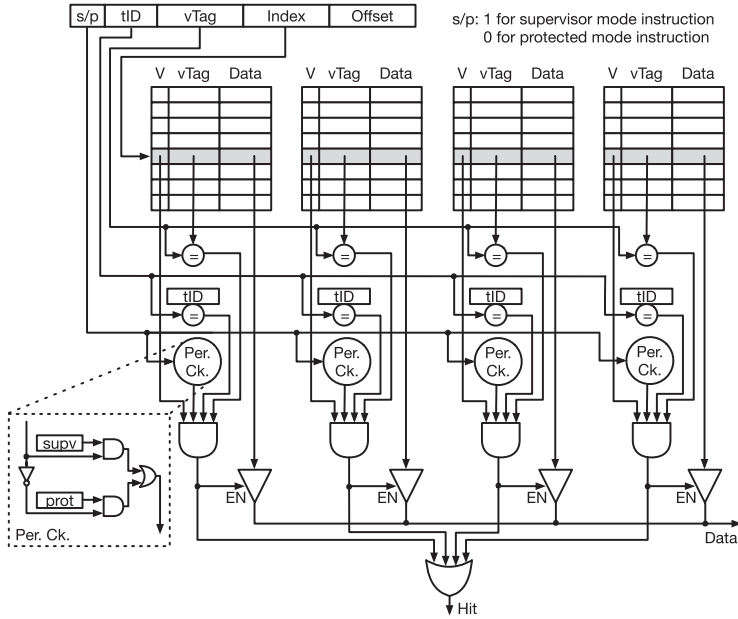 s/p tID vTag Index Offset
s/p: 1 for supervisor mode instruction
0 for protected mode instruction
V vTag Data V vTag Data V vTag Data V vTag Data
= = = =
tID tID tID tID
= = = =
Per. Ck. Per. Ck. Per. Ck. Per. Ck.
supv
prot
Per. Ck.
EN EN EN EN
Data
Hit